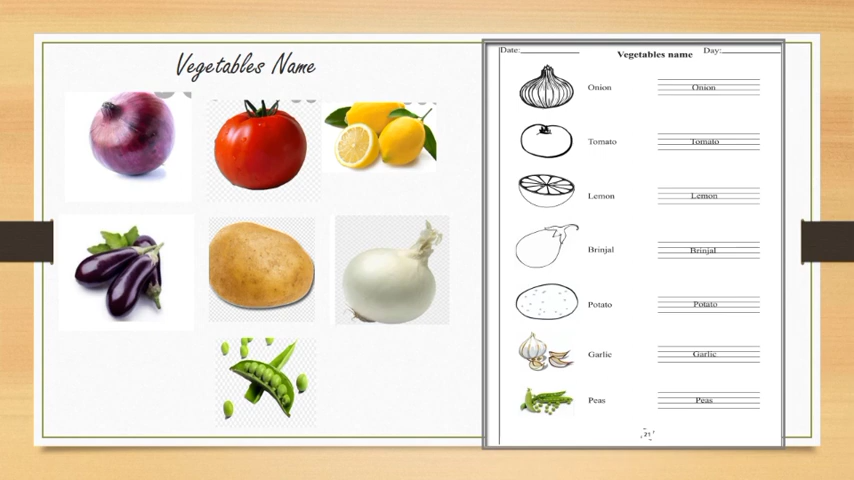 Vegetables Name
Date:
Vegetables name
Day:
Onion Onion
Tomato Tomato
Lemon Lemon
Brinjal Brinjal
Potato Potato
Garlic Garlic
Peas Peas